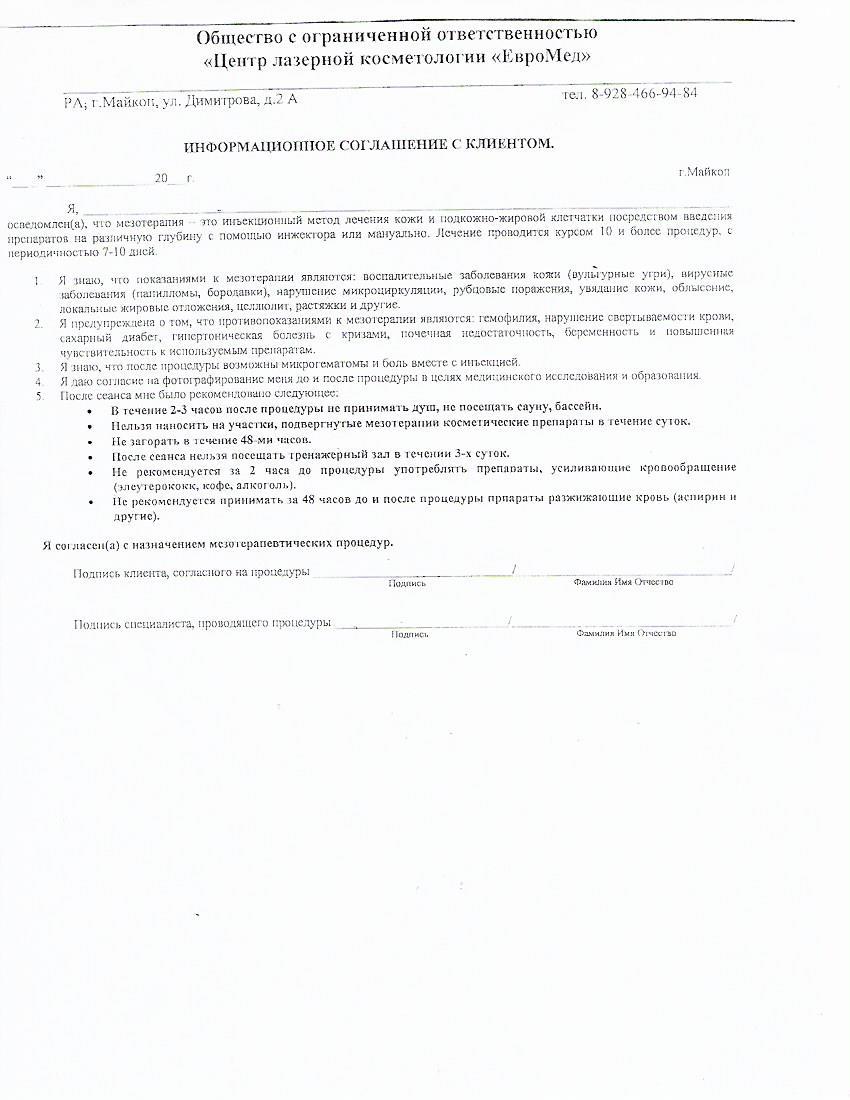 Общество с ограниченной ответственностью
«Центр лазерной косметологии «ЕвроМед»
РА; г.Майкоп, ул. Димитрова, д.2 А тел. 8-928-466-94-84
ИНФОРМАЦИОННОЕ СОГЛАШЕНИЕ С КЛИЕНТОМ.
“___”______________20__г. г.Майкоп
Я, ______________________
осведомлен(а), что мезотерапия – это инъекционный метод лечения кожи и подкожно-жировой клетчатки посредством введения
препаратов на различную глубину с помощью инжектора или мануально. Лечение проводится курсом 10 и более процедур, с
периодичностью 7-10 дней.
1. Я знаю, что показаниями к мезотерапии являются: воспалительные заболевания кожи (вульгурные угри), вирусные
заболевания (папилломы, бородавки), нарушение микроциркуляции, рубцовые поражения, увядание кожи, облысение,
локальные жировые отложения, целлюлит, растяжки и другие.
2. Я предупреждена о том, что противопоказаниями к мезотерапии являются: гемофилия, нарушение свертываемости крови,
сахарный диабет, гипертоническая болезнь с кризами, почечная недостаточность, беременность и повышенная
чувствительность к используемым препаратам.
3. Я знаю, что после процедуры возможны микрогематомы и боль вместе с инъекцией.
4. Я даю согласие на фотографирование меня до и после процедуры в целях медицинского исследования и образования.
5. После сеанса мне было рекомендовано следующее:
• В течение 2-3 часов после процедуры не принимать душ, не посещать сауну, бассейн.
• Нельзя наносить на участки, подвергнутые мезотерапии косметические препараты в течение суток.
• Не загорать в течение 48-ми часов.
• После сеанса нельзя посещать тренажерный зал в течении 3-х суток.
• Не рекомендуется за 2 часа до процедуры употреблять препараты, усиливающие кровообращение
(элеутерококк, кофе, алкоголь).
• Не рекомендуется принимать за 48 часов до и после процедуры прпараты разжижающие кровь (аспирин и
другие).
Я согласен(а) с назначением мезотерапевтических процедур.
Подпись клиента, согласного на процедуры ____________________/______________________/
Подпись Фамилия Имя Отчество
Подпись специалиста, проводящего процедуры __________________/______________________/
Подпись Фамилия Имя Отчество